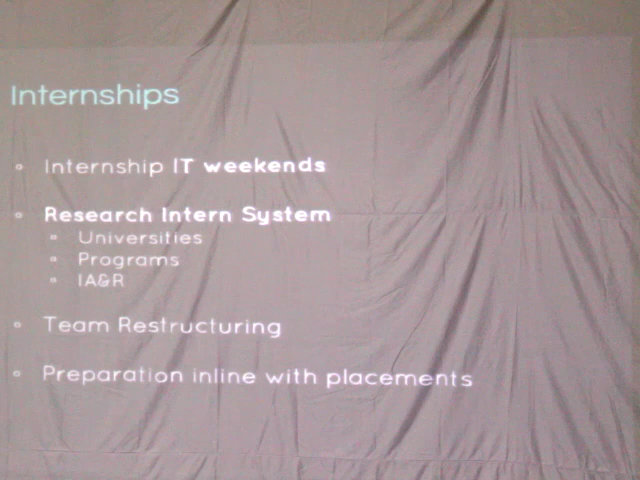 Internships
Internship IT weekends
Research Intern System
Universities
Programs
IA&R
Team Restructuring
Preparation inline with placements